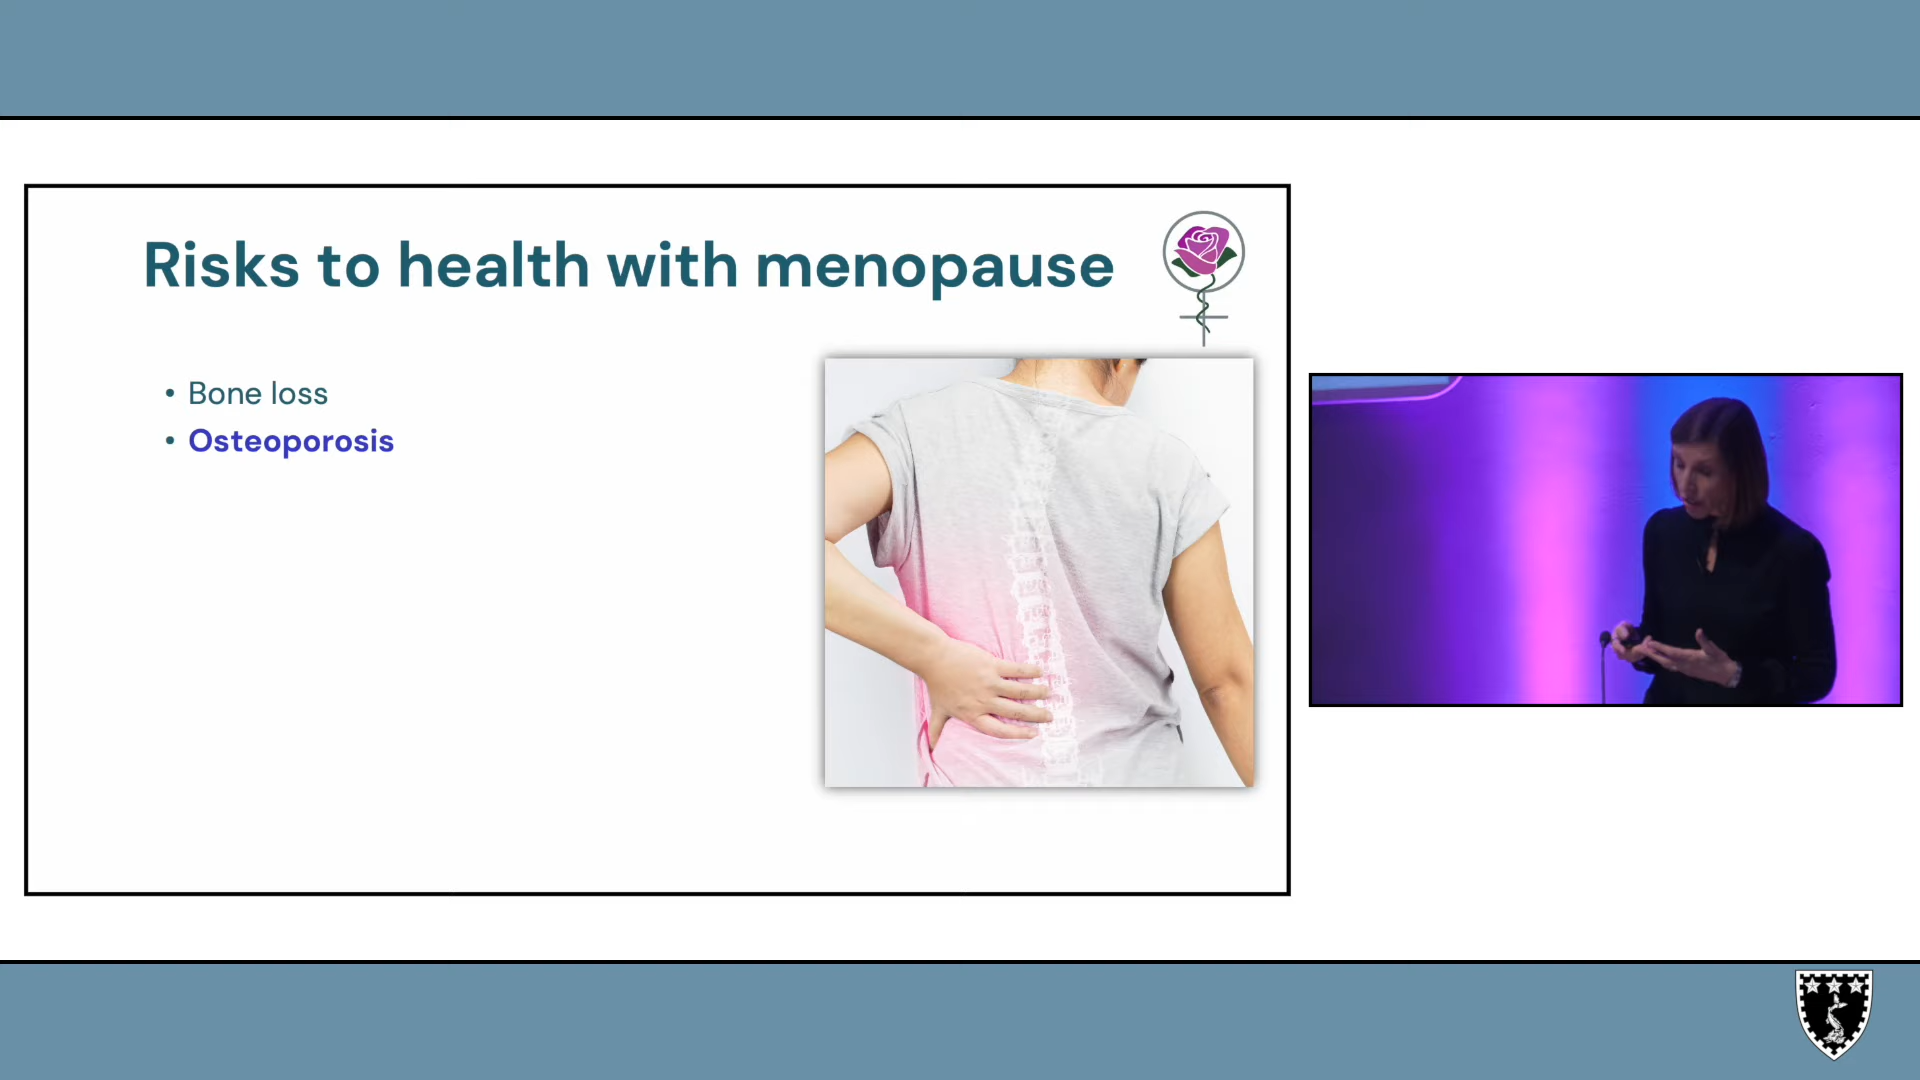 Risks to health with menopause
• Bone loss
• Osteoporosis